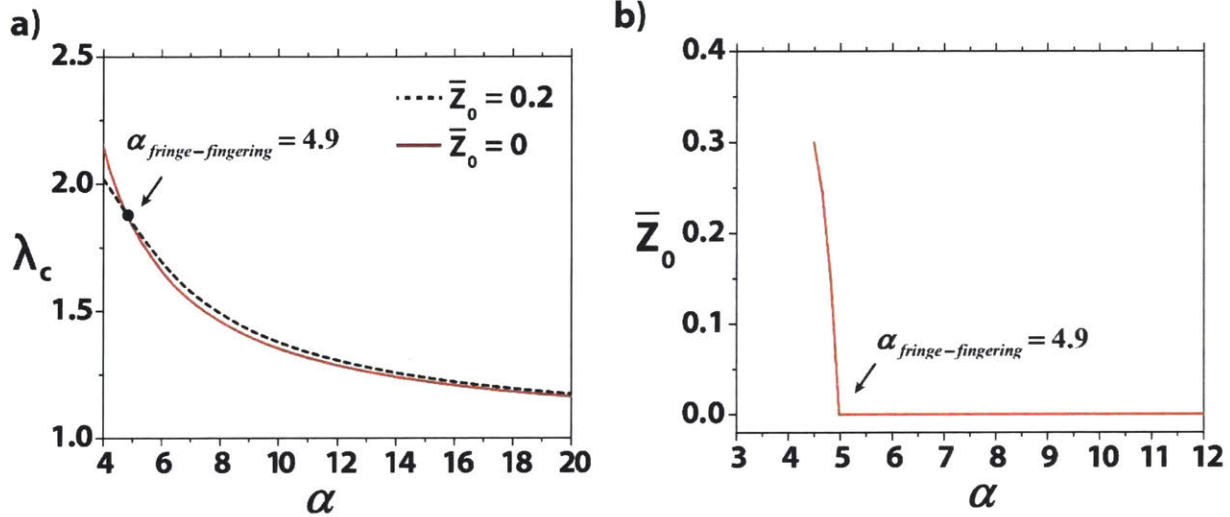 a)
2.5
2.0
1.5
1.0
λc
4 6 8 10 12 14 16 18 20
α
Z̄0 = 0.2
Z̄0 = 0
αfringe−fingering = 4.9
b)
0.4
0.3
0.2
0.1
0.0
Z̄0
3 4 5 6 7 8 9 10 11 12
α
αfringe−fingering = 4.9